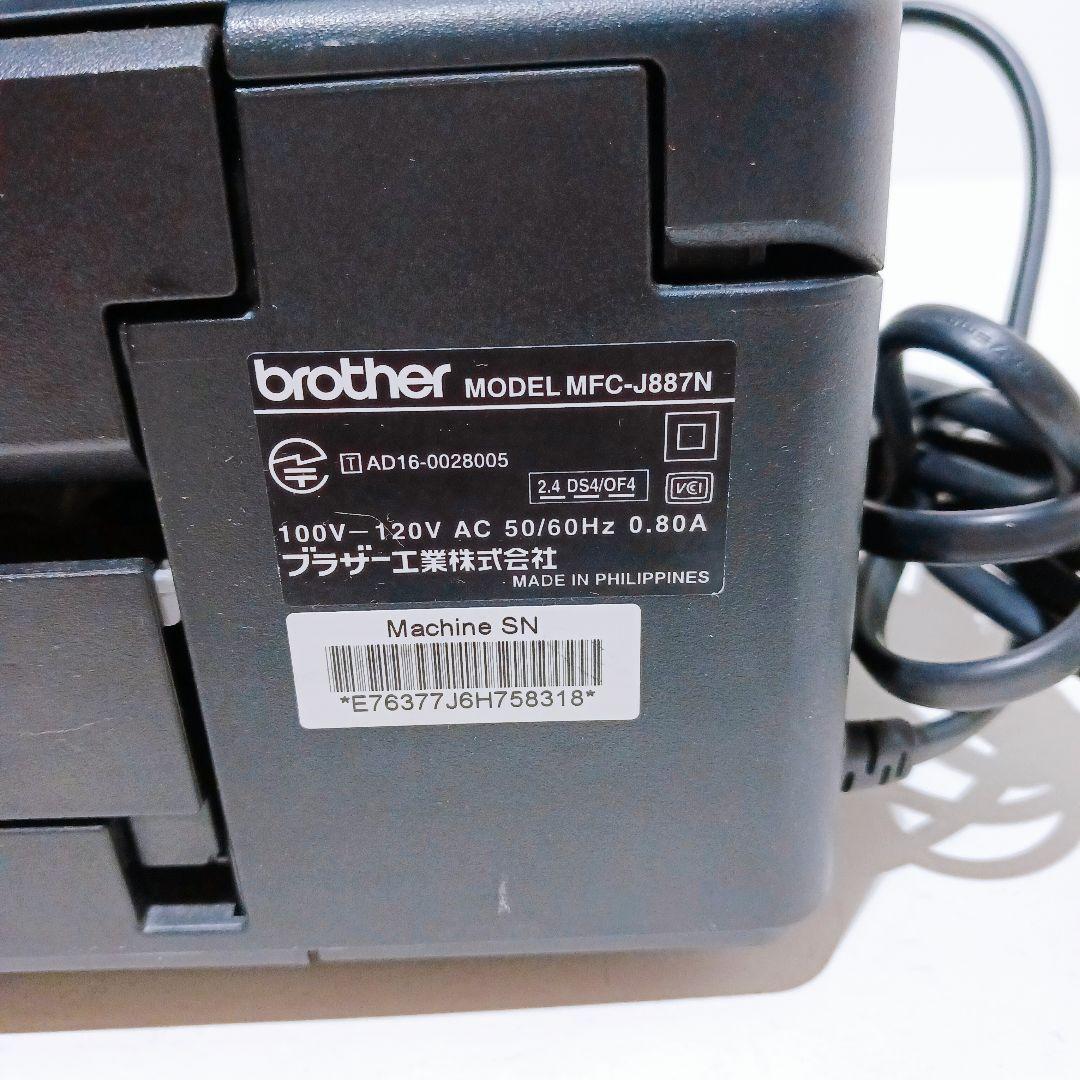 brother MODEL MFC-J887N
T AD16-0028005
2.4 DS4/OF4
VCI
100V－120V AC 50/60Hz 0.80A
ブラザー工業株式会社
MADE IN PHILIPPINES
Machine SN
*E76377J6H758318*